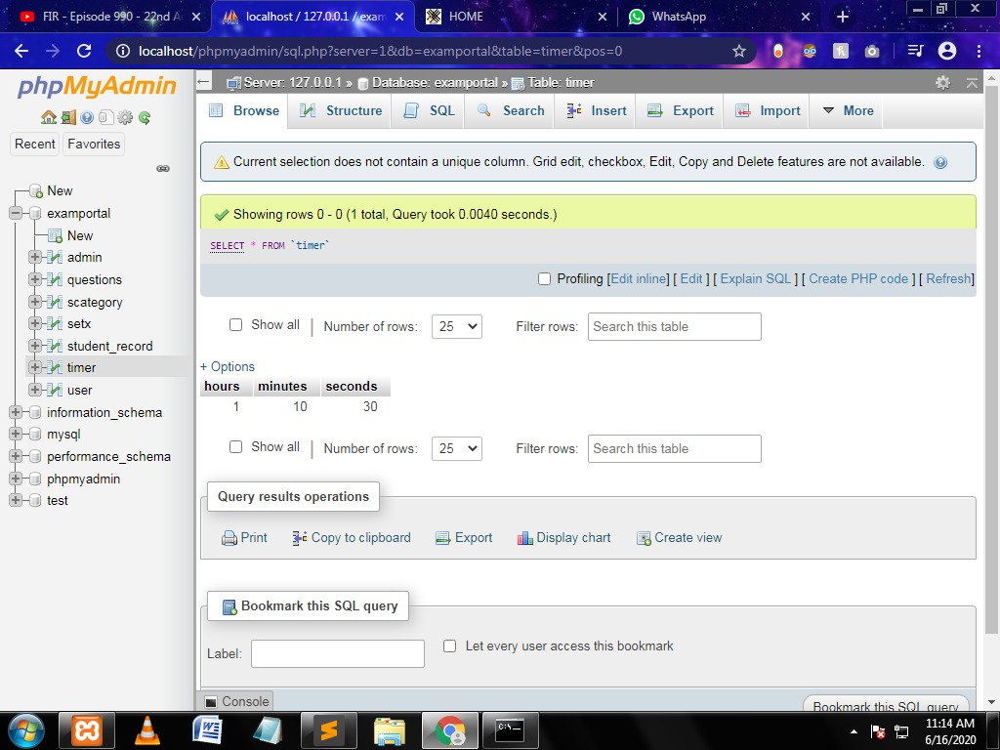 FIR - Episode 990 - 22nd A
localhost / 127.0.0.1 / exam
HOME
WhatsApp
localhost/phpmyadmin/sql.php?server=1&db=examportal&table=timer&pos=0
phpMyAdmin
Recent
Favorites
New
examportal
New
admin
questions
scategory
setx
student_record
timer
user
information_schema
mysql
performance_schema
phpmyadmin
test
Server: 127.0.0.1 » Database: examportal » Table: timer
Browse
Structure
SQL
Search
Insert
Export
Import
More
Current selection does not contain a unique column. Grid edit, checkbox, Edit, Copy and Delete features are not available.
Showing rows 0 - 0 (1 total, Query took 0.0040 seconds.)
SELECT * FROM `timer`
Profiling [Edit inline] [ Edit ] [ Explain SQL ] [ Create PHP code ] [ Refresh]
Show all | Number of rows: 25 Filter rows: Search this table
+ Options
hours minutes seconds
1 10 30
Show all | Number of rows: 25 Filter rows: Search this table
Query results operations
Print
Copy to clipboard
Export
Display chart
Create view
Bookmark this SQL query
Label:
Let every user access this bookmark
Console
Bookmark this SQL query
C:\_
11:14 AM
6/16/2020